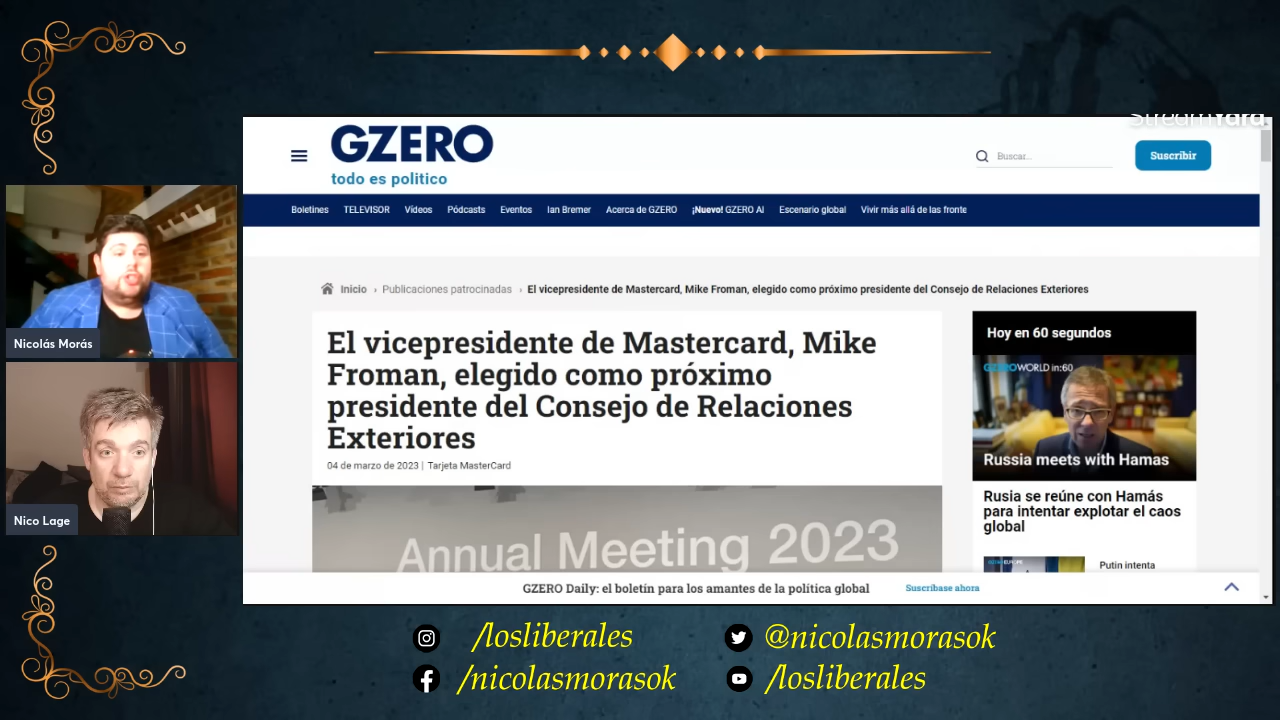 StreamYard
GZERO
todo es politico
Buscar...
Suscribir
Boletines TELEVISOR Vídeos Pódcasts Eventos Ian Bremer Acerca de GZERO ¡Nuevo! GZERO AI Escenario global Vivir más allá de las fronte
Inicio › Publicaciones patrocinadas › El vicepresidente de Mastercard, Mike Froman, elegido como próximo presidente del Consejo de Relaciones Exteriores
El vicepresidente de Mastercard, Mike
Froman, elegido como próximo
presidente del Consejo de Relaciones
Exteriores
04 de marzo de 2023 | Tarjeta MasterCard
Annual Meeting 2023
Hoy en 60 segundos
GZEROWORLD in:60
Russia meets with Hamas
Rusia se reúne con Hamás
para intentar explotar el caos
global
Putin intenta
GZERO Daily: el boletín para los amantes de la política global
Suscríbase ahora
Nicolás Morás
Nico Lage
/losliberales
@nicolasmorasok
/nicolasmorasok
/losliberales